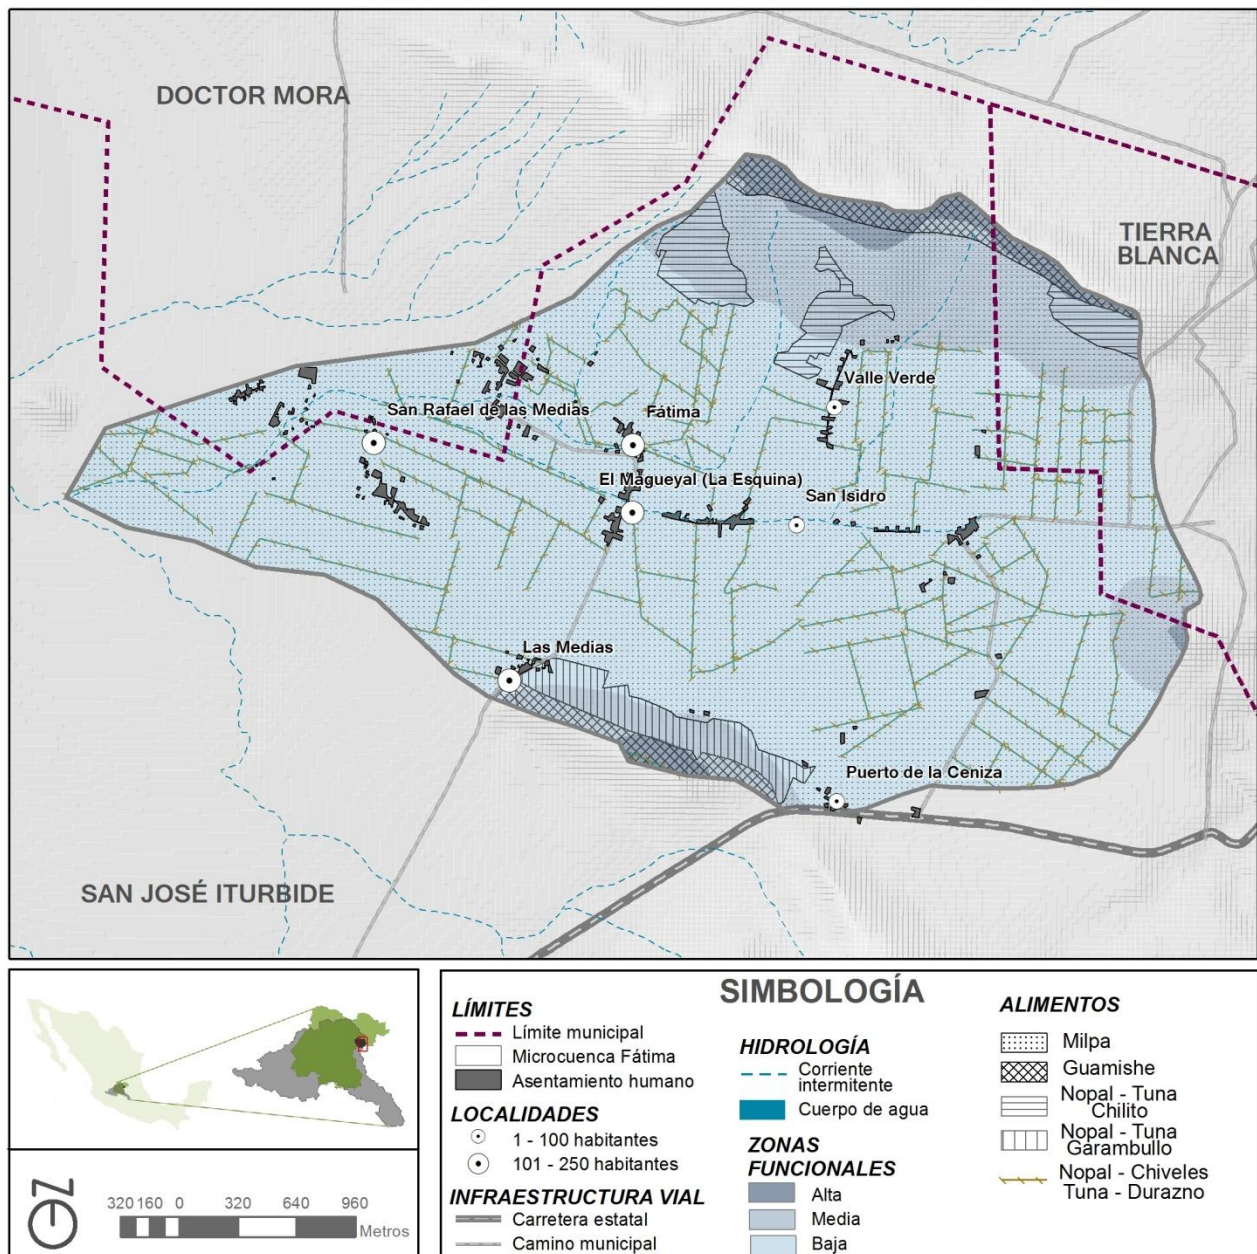 DOCTOR MORA
TIERRA
BLANCA
Valle Verde
San Rafael de las Medias
Fátima
El Magueyal (La Esquina)
San Isidro
Las Medias
Puerto de la Ceniza
SAN JOSÉ ITURBIDE
N
320 160 0 320 640 960
Metros
SIMBOLOGÍA
LÍMITES
Límite municipal
Microcuenca Fátima
Asentamiento humano
LOCALIDADES
1 - 100 habitantes
101 - 250 habitantes
INFRAESTRUCTURA VIAL
Carretera estatal
Camino municipal
HIDROLOGÍA
Corriente
intermitente
Cuerpo de agua
ZONAS
FUNCIONALES
Alta
Media
Baja
ALIMENTOS
Milpa
Guamishe
Nopal - Tuna
Chilito
Nopal - Tuna
Garambullo
Nopal - Chiveles
Tuna - Durazno